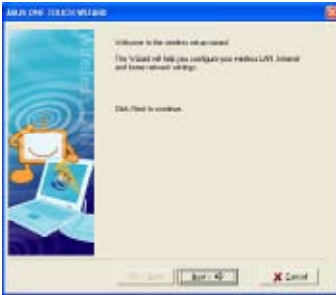 ASUS ONE TOUCH WIZARD
Welcome to the wireless setup wizard.
The Wizard will help you configure your wireless LAN, Internet
and home network settings.
Click Next to continue.
Next
Cancel